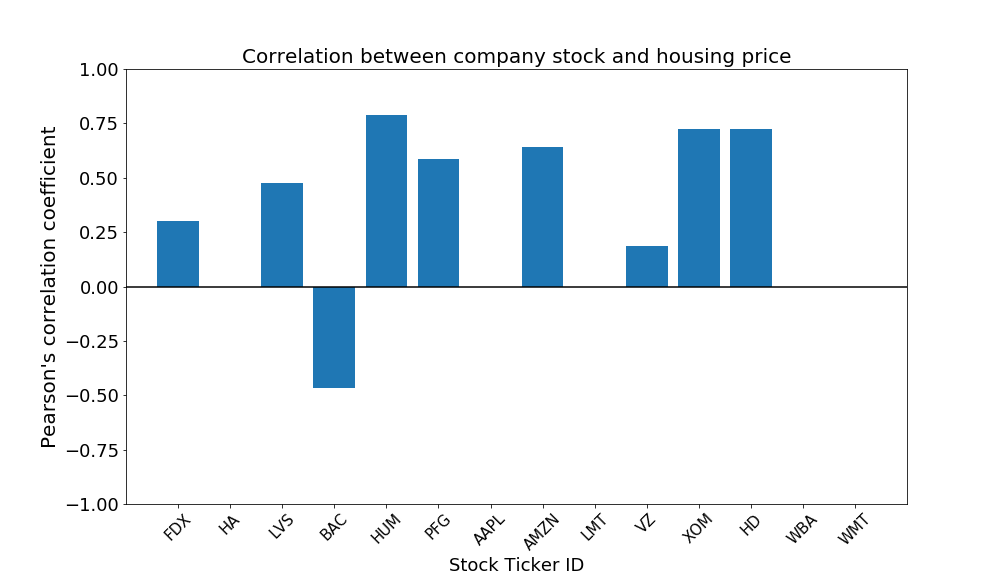 Correlation between company stock and housing price
Pearson's correlation coefficient
1.00
0.75
0.50
0.25
0.00
−0.25
−0.50
−0.75
−1.00
FDX
HA
LVS
BAC
HUM
PFG
AAPL
AMZN
LMT
VZ
XOM
HD
WBA
WMT
Stock Ticker ID